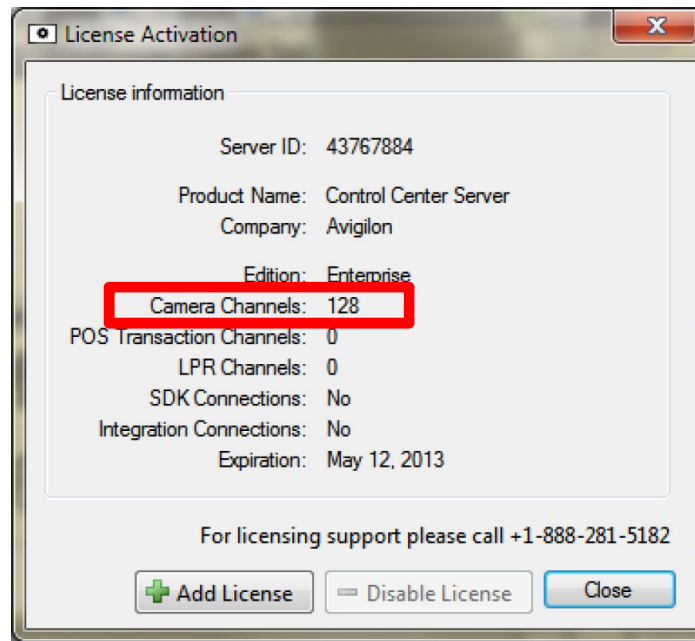 License Activation
License information
Server ID: 43767884
Product Name: Control Center Server
Company: Avigilon
Edition: Enterprise
Camera Channels: 128
POS Transaction Channels: 0
LPR Channels: 0
SDK Connections: No
Integration Connections: No
Expiration: May 12, 2013
For licensing support please call +1-888-281-5182
Add License Disable License Close